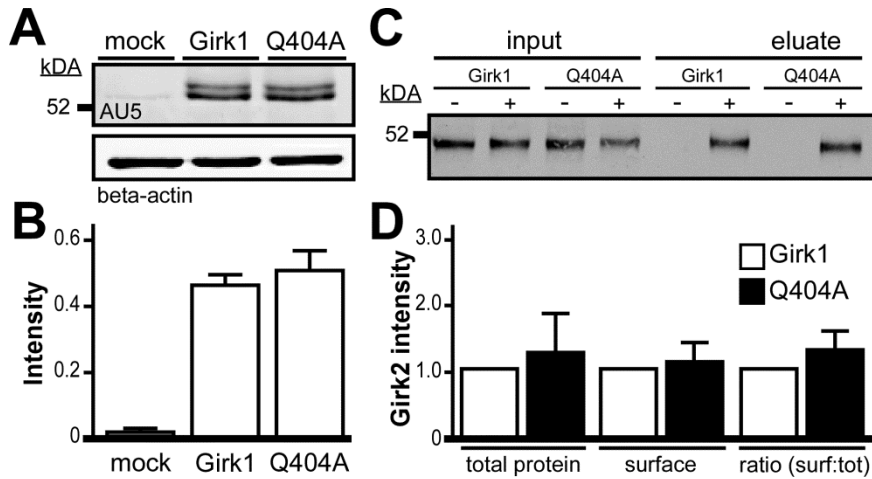 A
mock Girk1 Q404A
kDA
52
AU5
beta-actin
B
Intensity
0.6
0.4
0.2
0
mock Girk1 Q404A
C
input eluate
Girk1 Q404A Girk1 Q404A
kDA - + - + - + - +
52
D
Girk2 intensity
3.0
2.0
1.0
0
Girk1
Q404A
total protein surface ratio (surf:tot)